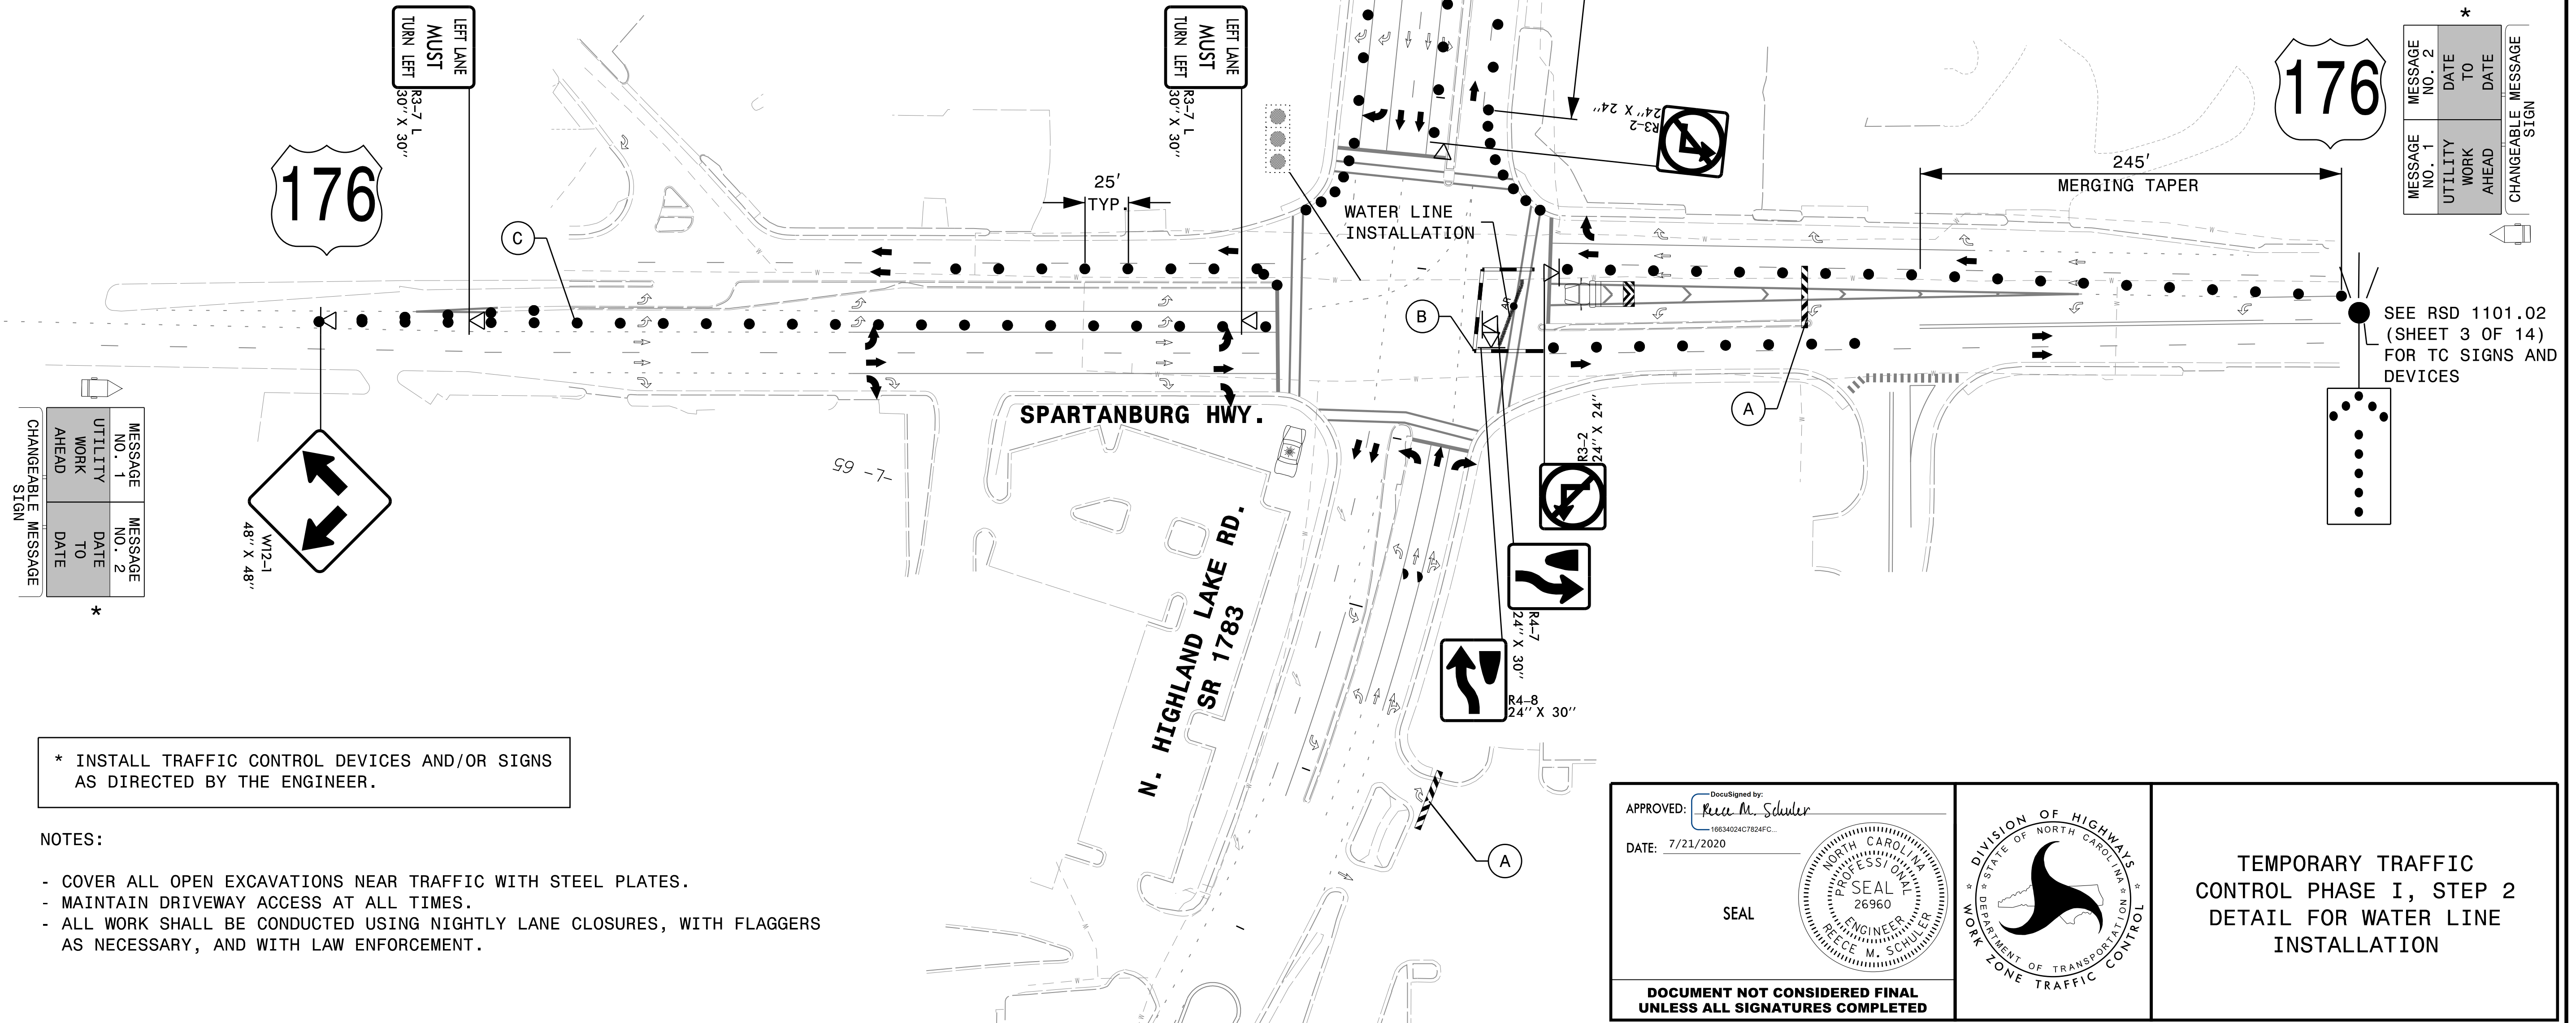 LEFT LANE
MUST
TURN LEFT
R3-7 L
30" X 30"
LEFT LANE
MUST
TURN LEFT
R3-7 L
30" X 30"
176
C
25'
TYP.
WATER LINE
INSTALLATION
R3-2
24" X 24"
245'
MERGING TAPER
176
*
MESSAGE
NO. 2
DATE
TO
DATE
MESSAGE
NO. 1
UTILITY
WORK
AHEAD
CHANGEABLE MESSAGE
SIGN
SEE RSD 1101.02
(SHEET 3 OF 14)
FOR TC SIGNS AND
DEVICES
B
A
SPARTANBURG HWY.
-L- 65
R3-2
24" X 24"
R4-7
24" X 30"
R4-8
24" X 30"
N. HIGHLAND LAKE RD.
SR 1783
A
MESSAGE
NO. 1
UTILITY
WORK
AHEAD
MESSAGE
NO. 2
DATE
TO
DATE
CHANGEABLE MESSAGE
SIGN
*
W12-1
48" X 48"
* INSTALL TRAFFIC CONTROL DEVICES AND/OR SIGNS
AS DIRECTED BY THE ENGINEER.
NOTES:
- COVER ALL OPEN EXCAVATIONS NEAR TRAFFIC WITH STEEL PLATES.
- MAINTAIN DRIVEWAY ACCESS AT ALL TIMES.
- ALL WORK SHALL BE CONDUCTED USING NIGHTLY LANE CLOSURES, WITH FLAGGERS
AS NECESSARY, AND WITH LAW ENFORCEMENT.
DocuSigned by:
APPROVED: Reece M. Schuler
16634024C7824FC...
DATE: 7/21/2020
SEAL
NORTH CAROLINA
PROFESSIONAL
SEAL
26960
ENGINEER
REECE M. SCHULER
DOCUMENT NOT CONSIDERED FINAL
UNLESS ALL SIGNATURES COMPLETED
DIVISION OF HIGHWAYS
STATE OF NORTH CAROLINA
DEPARTMENT OF TRANSPORTATION
WORK ZONE TRAFFIC CONTROL
TEMPORARY TRAFFIC
CONTROL PHASE I, STEP 2
DETAIL FOR WATER LINE
INSTALLATION